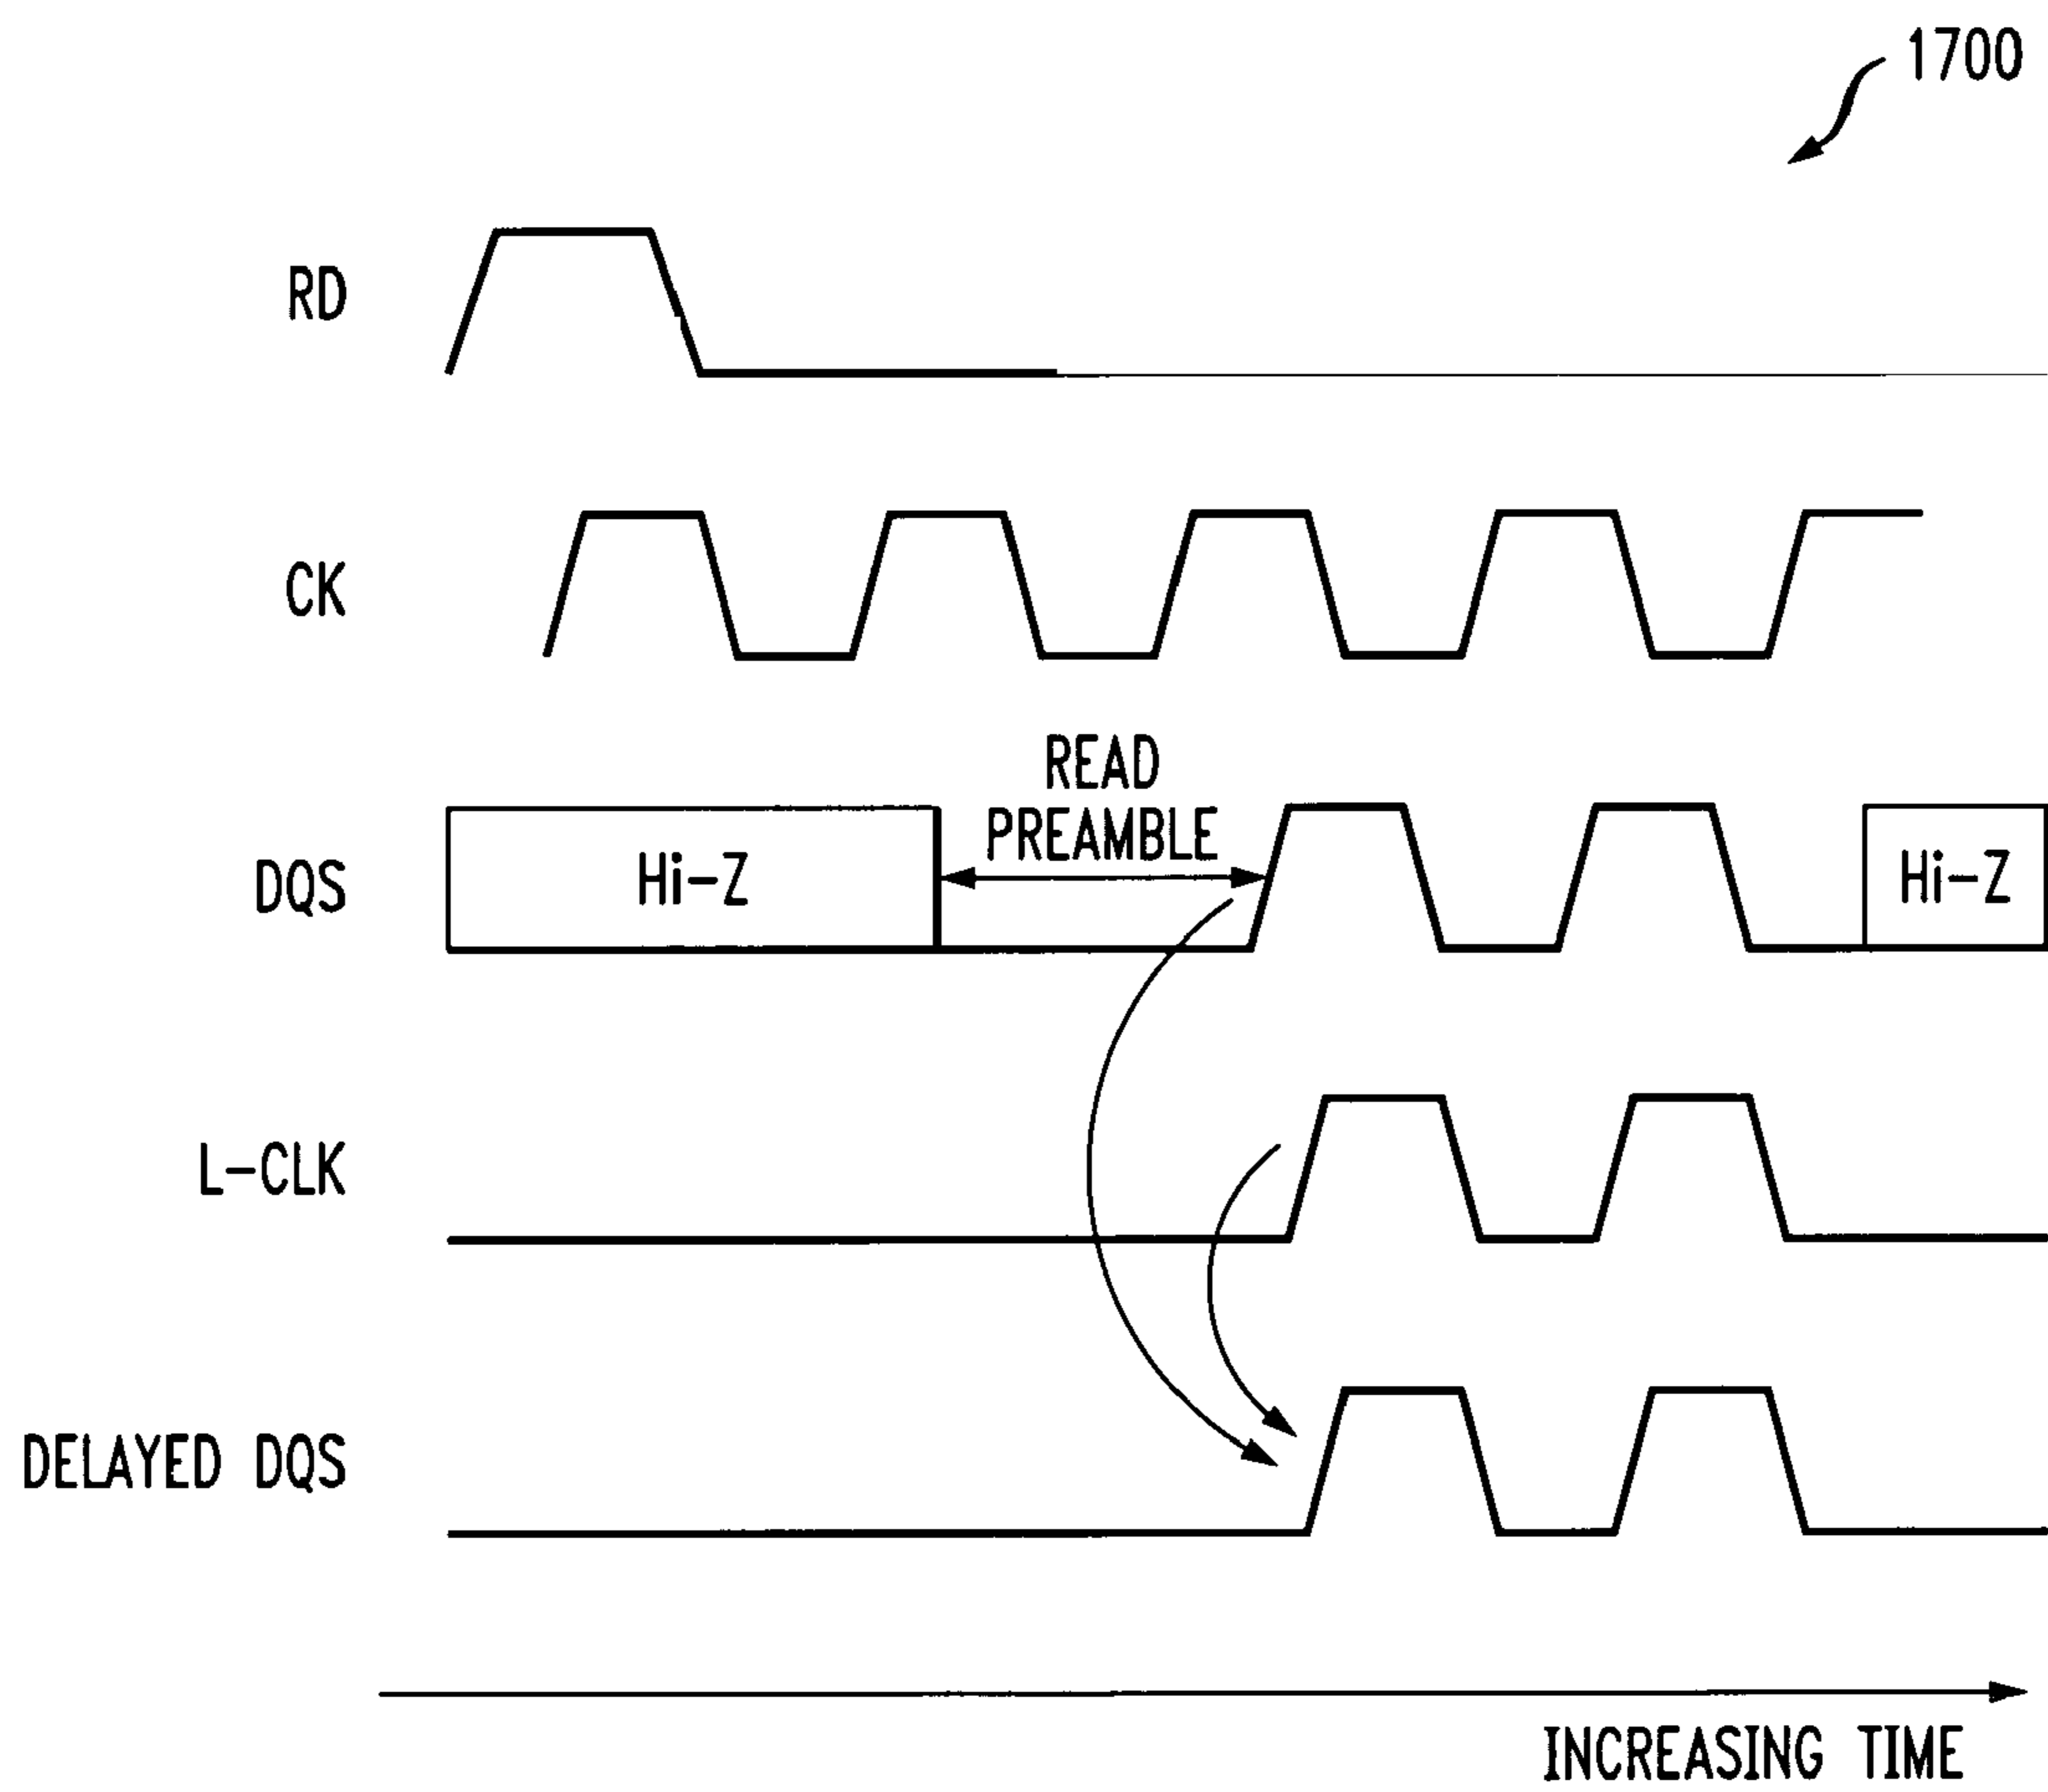 1700
RD
CK
READ
PREAMBLE
DQS
Hi-Z
Hi-Z
L-CLK
DELAYED DQS
INCREASING TIME